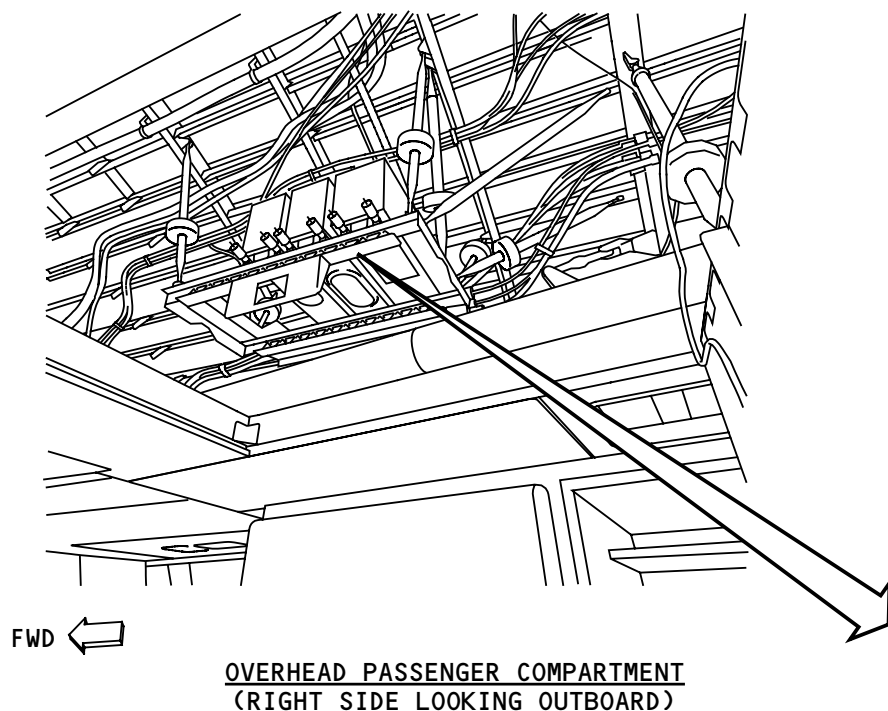 FWD
OVERHEAD PASSENGER COMPARTMENT
(RIGHT SIDE LOOKING OUTBOARD)